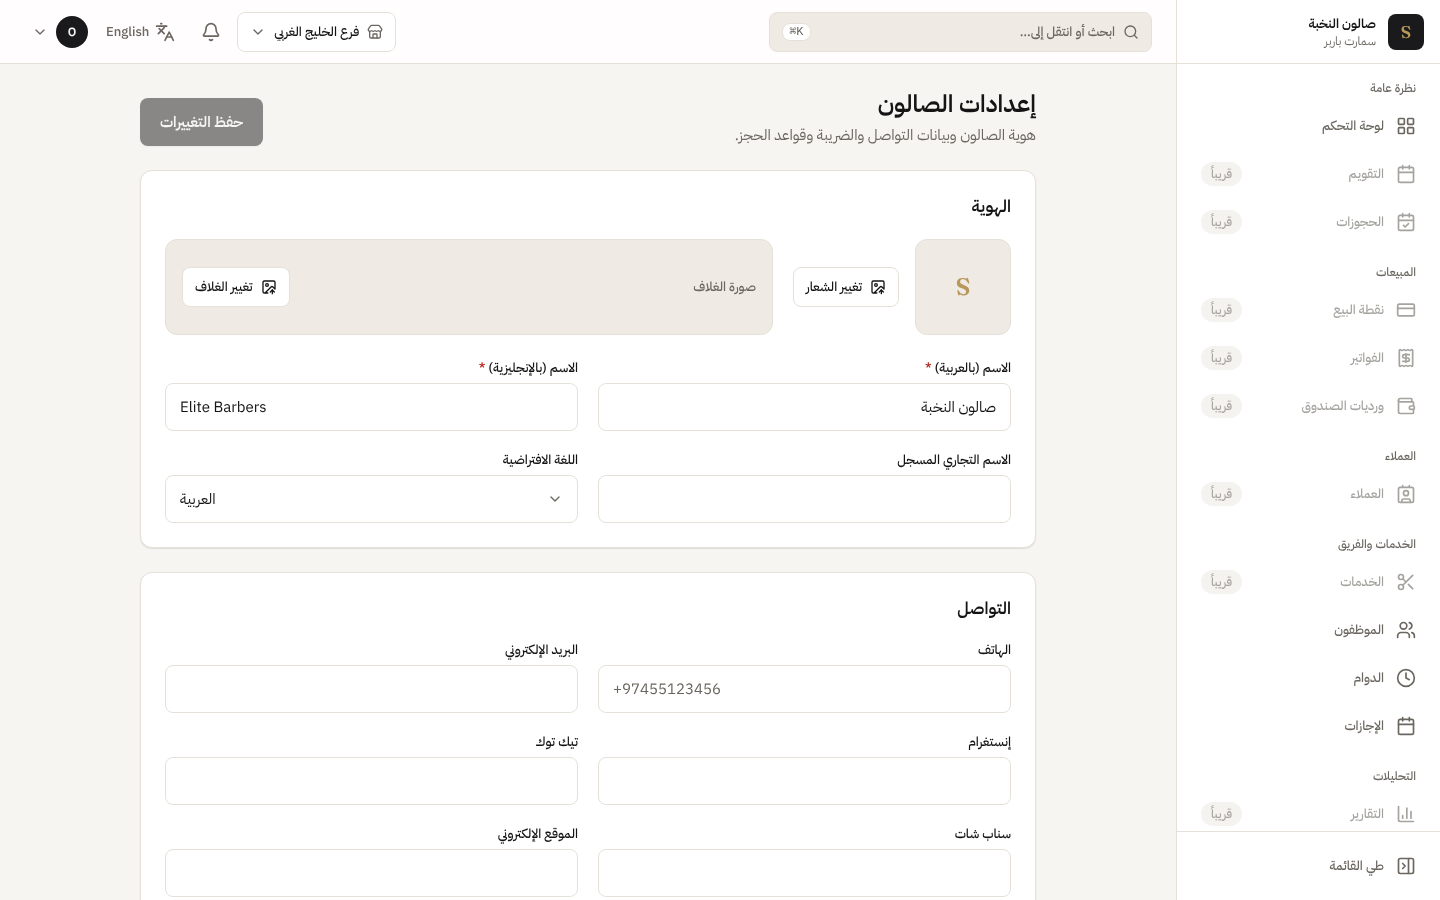 S
صالون النخبة
سمارت باربر
ابحث أو انتقل إلى...
⌘K
فرع الخليج الغربي
English
O
نظرة عامة
لوحة التحكم
التقويم
قريباً
الحجوزات
قريباً
المبيعات
نقطة البيع
قريباً
الفواتير
قريباً
ورديات الصندوق
قريباً
العملاء
العملاء
قريباً
الخدمات والفريق
الخدمات
قريباً
الموظفون
الدوام
الإجازات
التحليلات
التقارير
قريباً
طي القائمة
إعدادات الصالون
هوية الصالون وبيانات التواصل والضريبة وقواعد الحجز.
حفظ التغييرات
الهوية
S
تغيير الشعار
صورة الغلاف
تغيير الغلاف
الاسم (بالعربية) *
الاسم (بالإنجليزية) *
صالون النخبة
Elite Barbers
الاسم التجاري المسجل
اللغة الافتراضية
العربية
التواصل
الهاتف
البريد الإلكتروني
+97455123456
إنستغرام
تيك توك
سناب شات
الموقع الإلكتروني